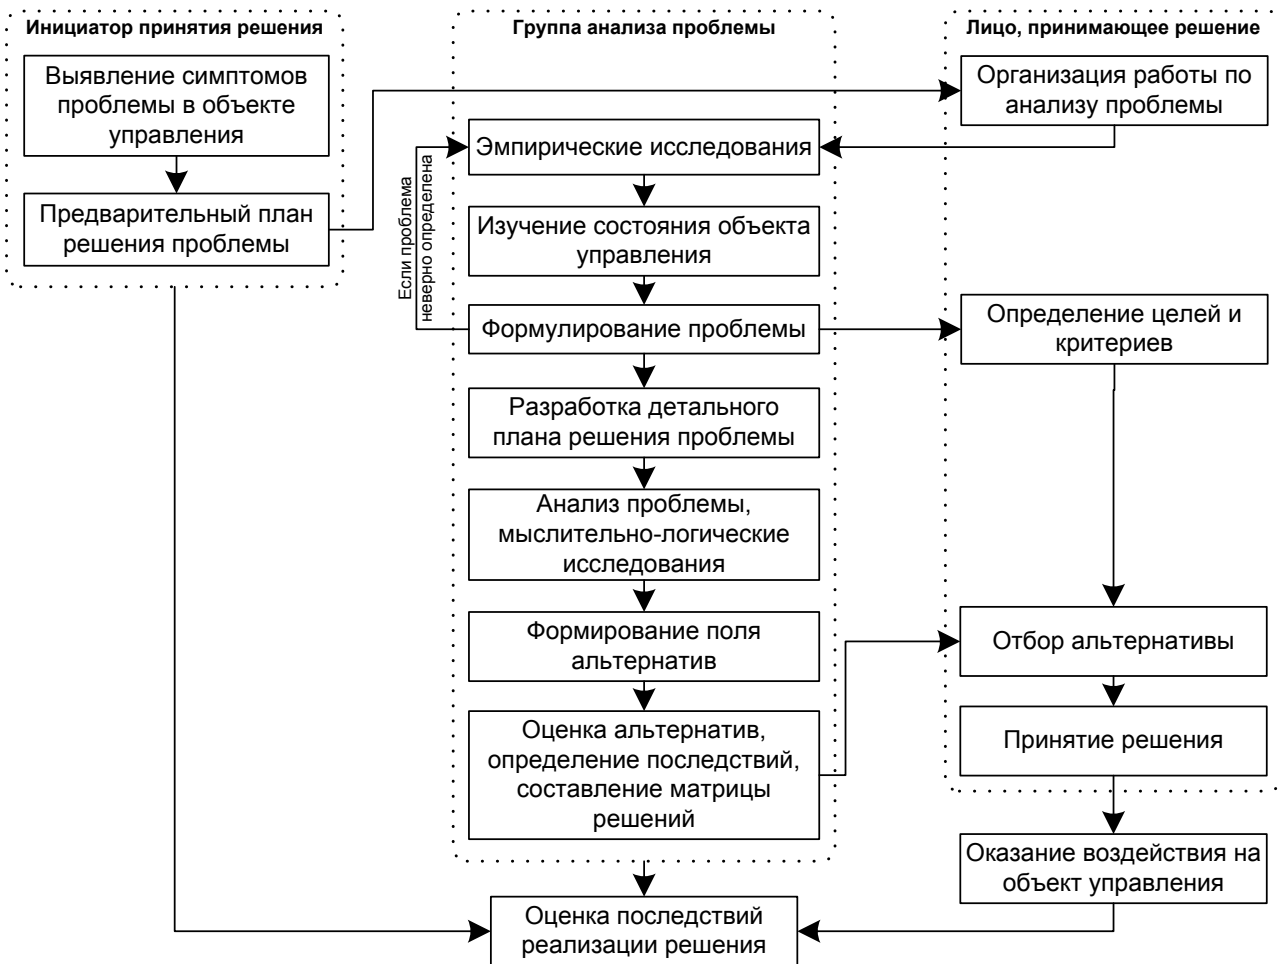 Инициатор принятия решения
Выявление симптомов
проблемы в объекте
управления
Предварительный план
решения проблемы
Группа анализа проблемы
Эмпирические исследования
Если проблема
неверно определена
Изучение состояния объекта
управления
Формулирование проблемы
Разработка детального
плана решения проблемы
Анализ проблемы,
мыслительно-логические
исследования
Формирование поля
альтернатив
Оценка альтернатив,
определение последствий,
составление матрицы
решений
Лицо, принимающее решение
Организация работы по
анализу проблемы
Определение целей и
критериев
Отбор альтернативы
Принятие решения
Оказание воздействия на
объект управления
Оценка последствий
реализации решения